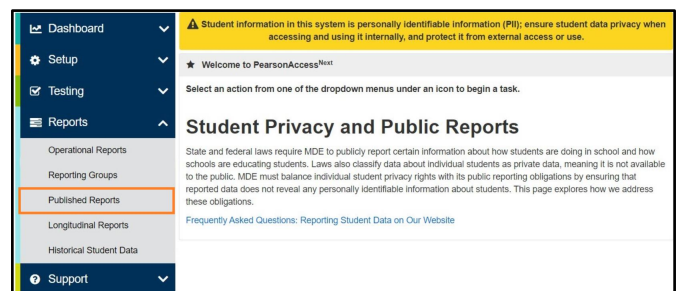 Dashboard
Setup
Testing
Reports
Operational Reports
Reporting Groups
Published Reports
Longitudinal Reports
Historical Student Data
Support
Student information in this system is personally identifiable information (PII); ensure student data privacy when
accessing and using it internally, and protect it from external access or use.
Welcome to PearsonAccessNext
Select an action from one of the dropdown menus under an icon to begin a task.
Student Privacy and Public Reports
State and federal laws require MDE to publicly report certain information about how students are doing in school and how
schools are educating students. Laws also classify data about individual students as private data, meaning it is not available
to the public. MDE must balance individual student privacy rights with its public reporting obligations by ensuring that
reported data does not reveal any personally identifiable information about students. This page explores how we address
these obligations.
Frequently Asked Questions: Reporting Student Data on Our Website